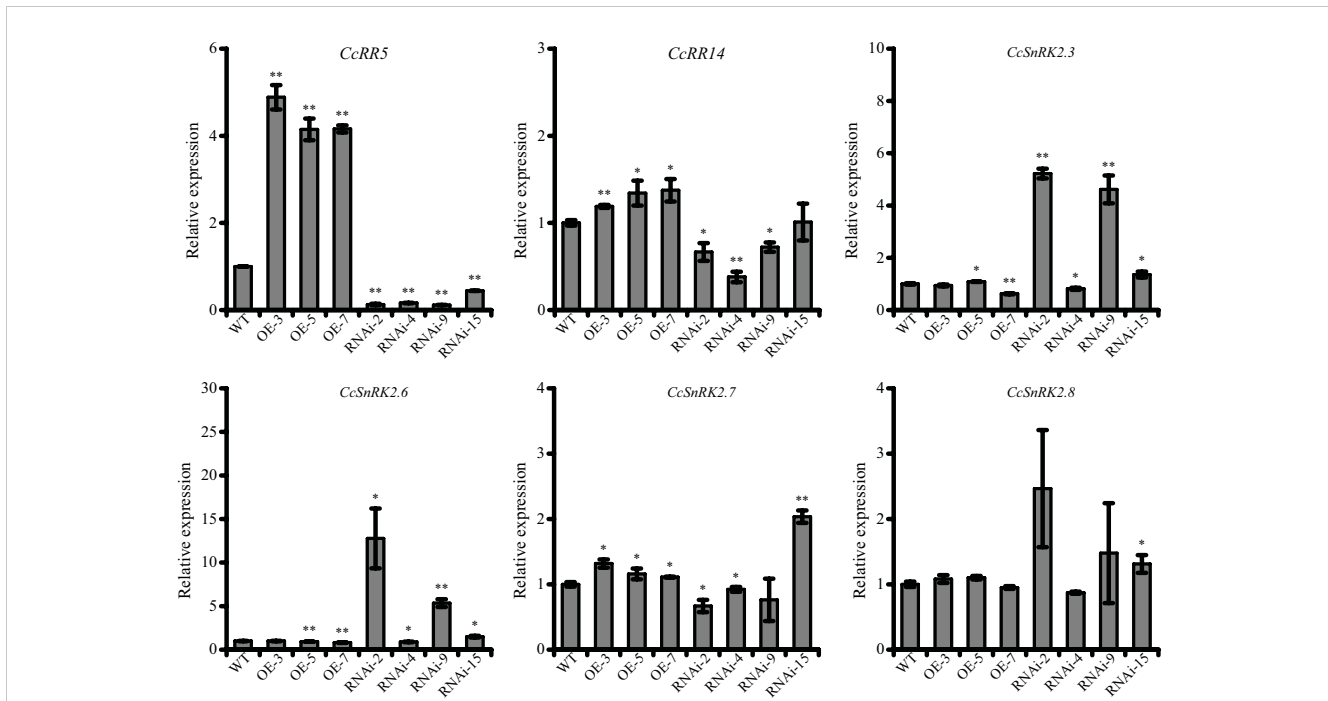 CcRR5
Relative expression
6
4
2
0
**
**
**
**
**
**
**
WT
OE-3
OE-5
OE-7
RNAi-2
RNAi-4
RNAi-9
RNAi-15
CcRR14
Relative expression
3
2
1
0
**
*
*
*
**
*
WT
OE-3
OE-5
OE-7
RNAi-2
RNAi-4
RNAi-9
RNAi-15
CcSnRK2.3
Relative expression
10
8
6
4
2
0
*
**
**
*
**
*
WT
OE-3
OE-5
OE-7
RNAi-2
RNAi-4
RNAi-9
RNAi-15
CcSnRK2.6
Relative expression
30
25
20
15
10
5
0
**
**
*
*
**
*
WT
OE-3
OE-5
OE-7
RNAi-2
RNAi-4
RNAi-9
RNAi-15
CcSnRK2.7
Relative expression
4
3
2
1
0
*
*
*
*
*
**
WT
OE-3
OE-5
OE-7
RNAi-2
RNAi-4
RNAi-9
RNAi-15
CcSnRK2.8
Relative expression
4
3
2
1
0
*
WT
OE-3
OE-5
OE-7
RNAi-2
RNAi-4
RNAi-9
RNAi-15